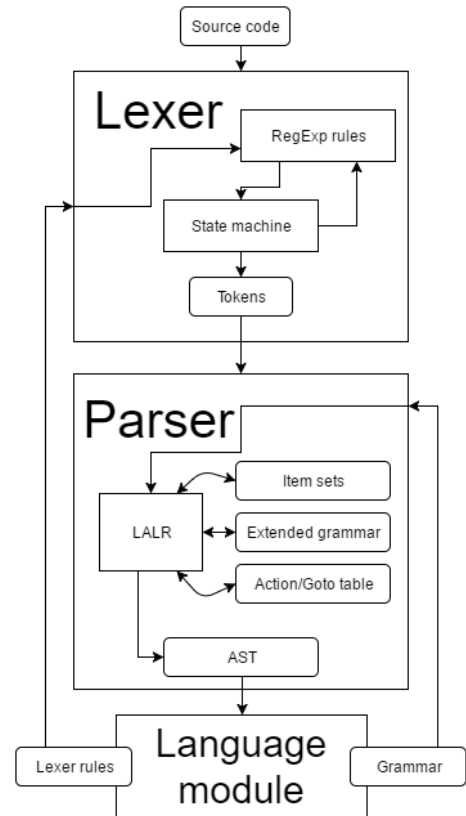 Source code
Lexer
RegExp rules
State machine
Tokens
Parser
Item sets
LALR
Extended grammar
Action/Goto table
AST
Language
module
Lexer rules
Grammar